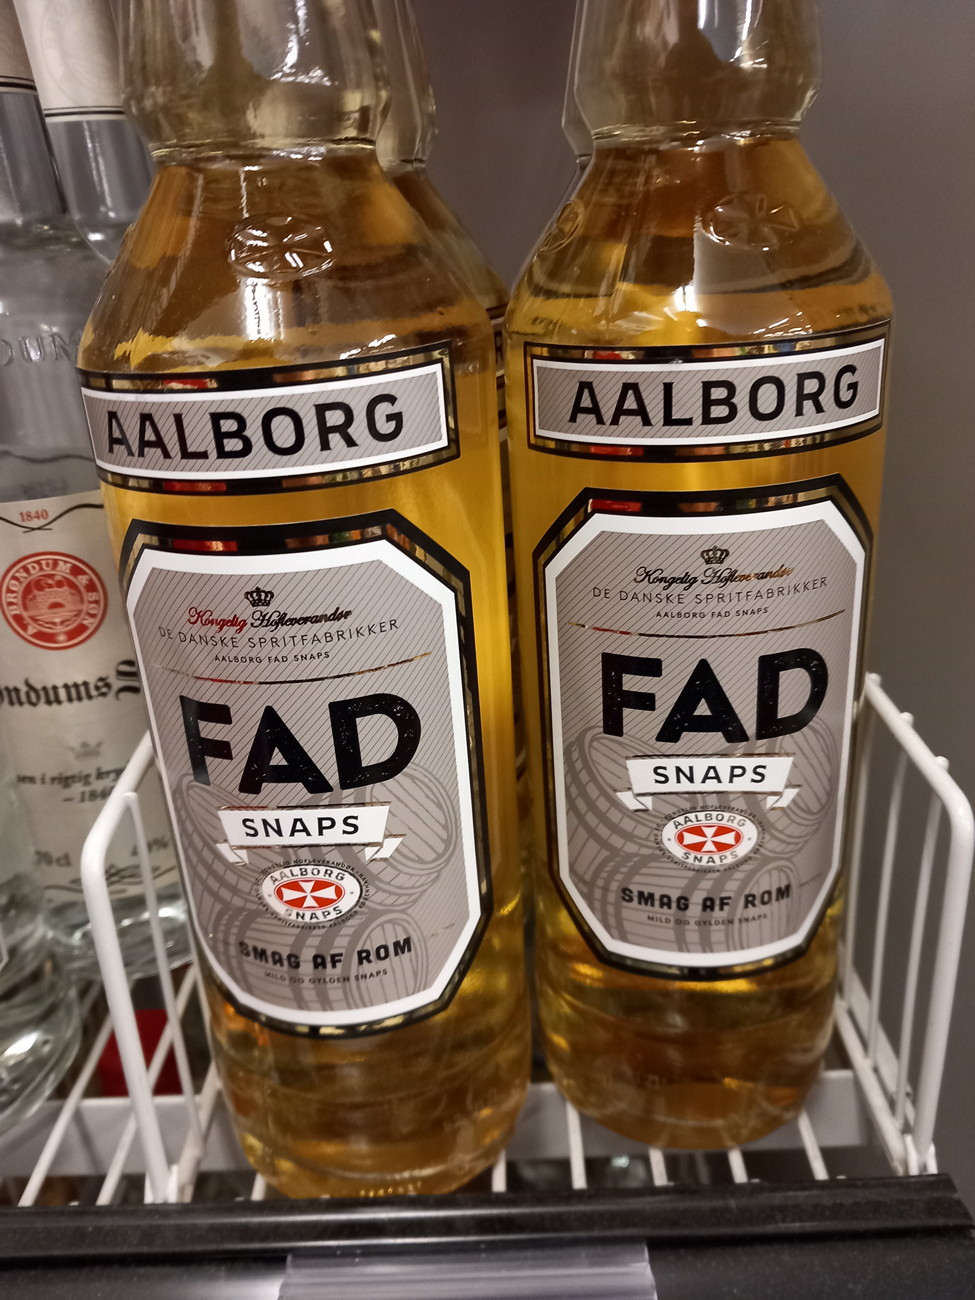 AALBORG
Kongelig Hofleverandør
DE DANSKE SPRITFABRIKKER
AALBORG FAD SNAPS
FAD
SNAPS
AALBORG
SNAPS
SMAG AF ROM
MILD OG GYLDEN SNAPS
AALBORG
Kongelig Hofleverandør
DE DANSKE SPRITFABRIKKER
AALBORG FAD SNAPS
FAD
SNAPS
AALBORG
SNAPS
SMAG AF ROM
MILD OG GYLDEN SNAPS
1840
BRØNDUM &
ndums
70 cl